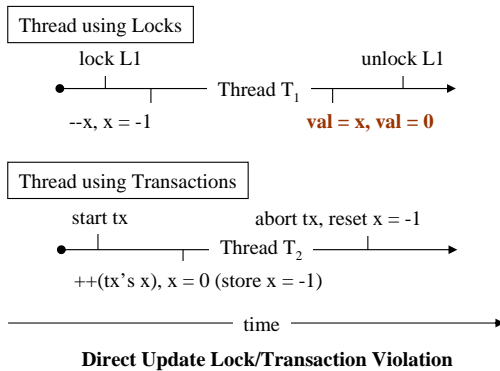 Thread using Locks
lock L1
unlock L1
Thread T1
--x, x = -1
val = x, val = 0
Thread using Transactions
start tx
abort tx, reset x = -1
Thread T2
++(tx's x), x = 0 (store x = -1)
time
Direct Update Lock/Transaction Violation